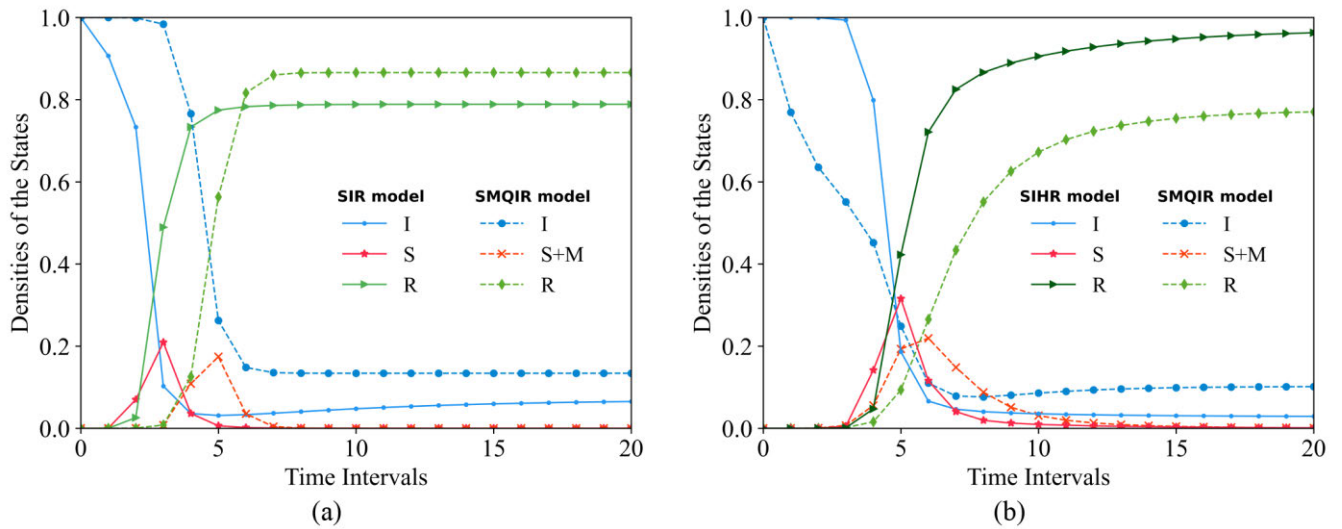 1.0
0.8
0.6
0.4
0.2
0.0
Densities of the States
SIR model SMQIR model
I I
S S+M
R R
0 5 10 15 20
Time Intervals
(a)
1.0
0.8
0.6
0.4
0.2
0.0
Densities of the States
SIHR model SMQIR model
I I
S S+M
R R
0 5 10 15 20
Time Intervals
(b)